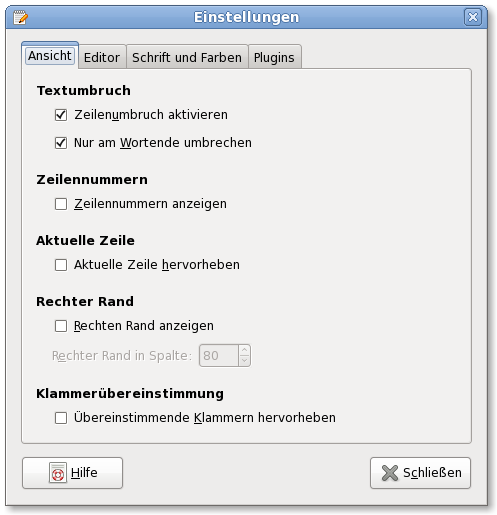 Einstellungen
Ansicht Editor Schrift und Farben Plugins
Textumbruch
Zeilenumbruch aktivieren
Nur am Wortende umbrechen
Zeilennummern
Zeilennummern anzeigen
Aktuelle Zeile
Aktuelle Zeile hervorheben
Rechter Rand
Rechten Rand anzeigen
Rechter Rand in Spalte: 80
Klammerübereinstimmung
Übereinstimmende Klammern hervorheben
Hilfe Schließen